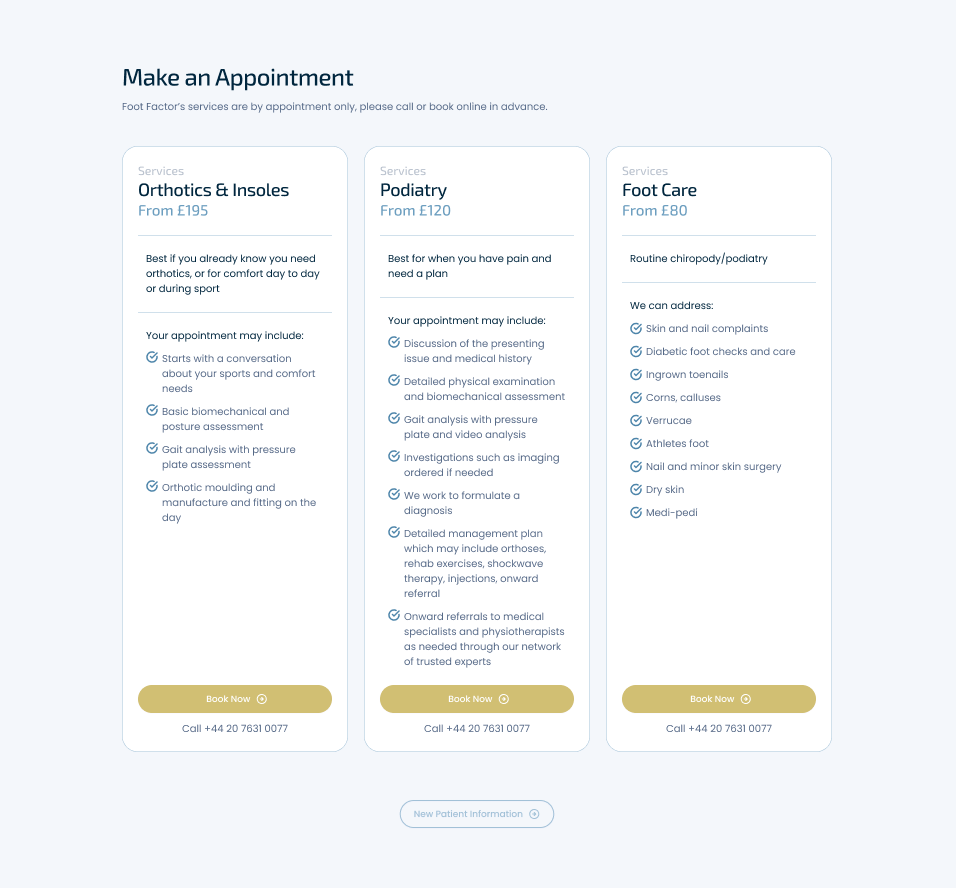 Make an Appointment
Foot Factor's services are by appointment only, please call or book online in advance.
Services
Orthotics & Insoles
From £195
Best if you already know you need
orthotics, or for comfort day to day
or during sport
Your appointment may include:
Starts with a conversation
about your sports and comfort
needs
Basic biomechanical and
posture assessment
Gait analysis with pressure
plate assessment
Orthotic moulding and
manufacture and fitting on the
day
Book Now
Call +44 20 7631 0077
Services
Podiatry
From £120
Best for when you have pain and
need a plan
Your appointment may include:
Discussion of the presenting
issue and medical history
Detailed physical examination
and biomechanical assessment
Gait analysis with pressure
plate and video analysis
Investigations such as imaging
ordered if needed
We work to formulate a
diagnosis
Detailed management plan
which may include orthoses,
rehab exercises, shockwave
therapy, injections, onward
referral
Onward referrals to medical
specialists and physiotherapists
as needed through our network
of trusted experts
Book Now
Call +44 20 7631 0077
Services
Foot Care
From £80
Routine chiropody/podiatry
We can address:
Skin and nail complaints
Diabetic foot checks and care
Ingrown toenails
Corns, calluses
Verrucae
Athletes foot
Nail and minor skin surgery
Dry skin
Medi-pedi
Book Now
Call +44 20 7631 0077
New Patient Information